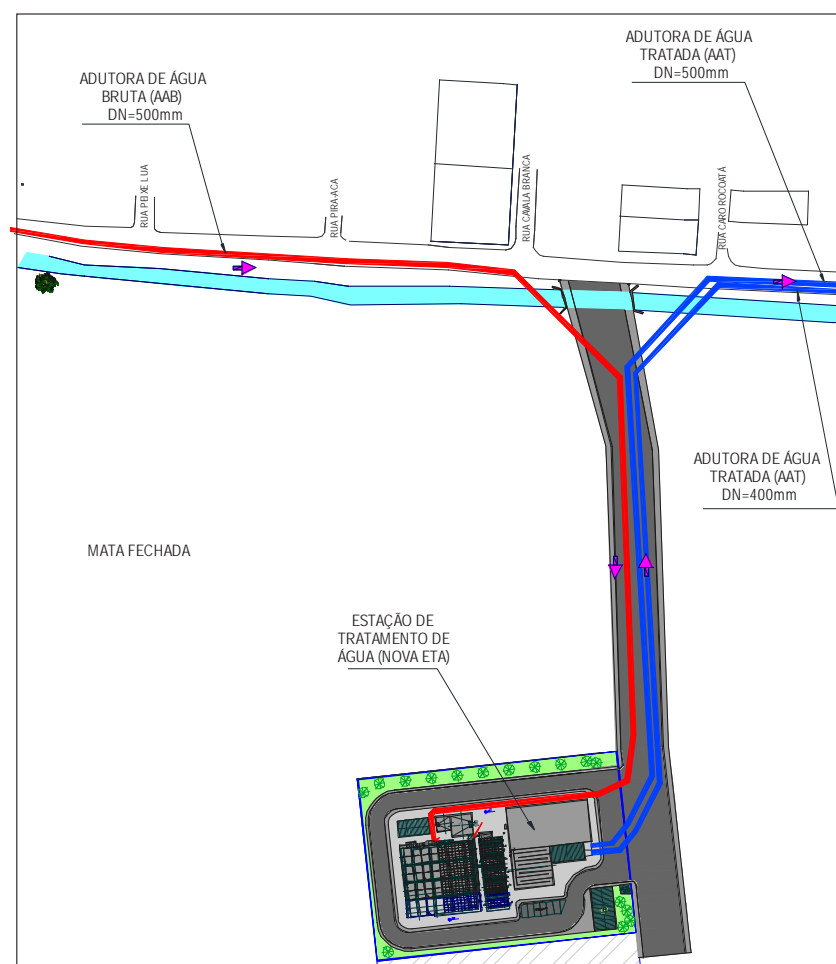 ADUTORA DE ÁGUA
TRATADA (AAT)
DN=500mm
ADUTORA DE ÁGUA
BRUTA (AAB)
DN=500mm
RUA PEIXE LUA
RUA PIRA-ACA
RUA CAVALA BRANCA
RUA CARO ROCOATÁ
ADUTORA DE ÁGUA
TRATADA (AAT)
DN=400mm
MATA FECHADA
ESTAÇÃO DE
TRATAMENTO DE
ÁGUA (NOVA ETA)